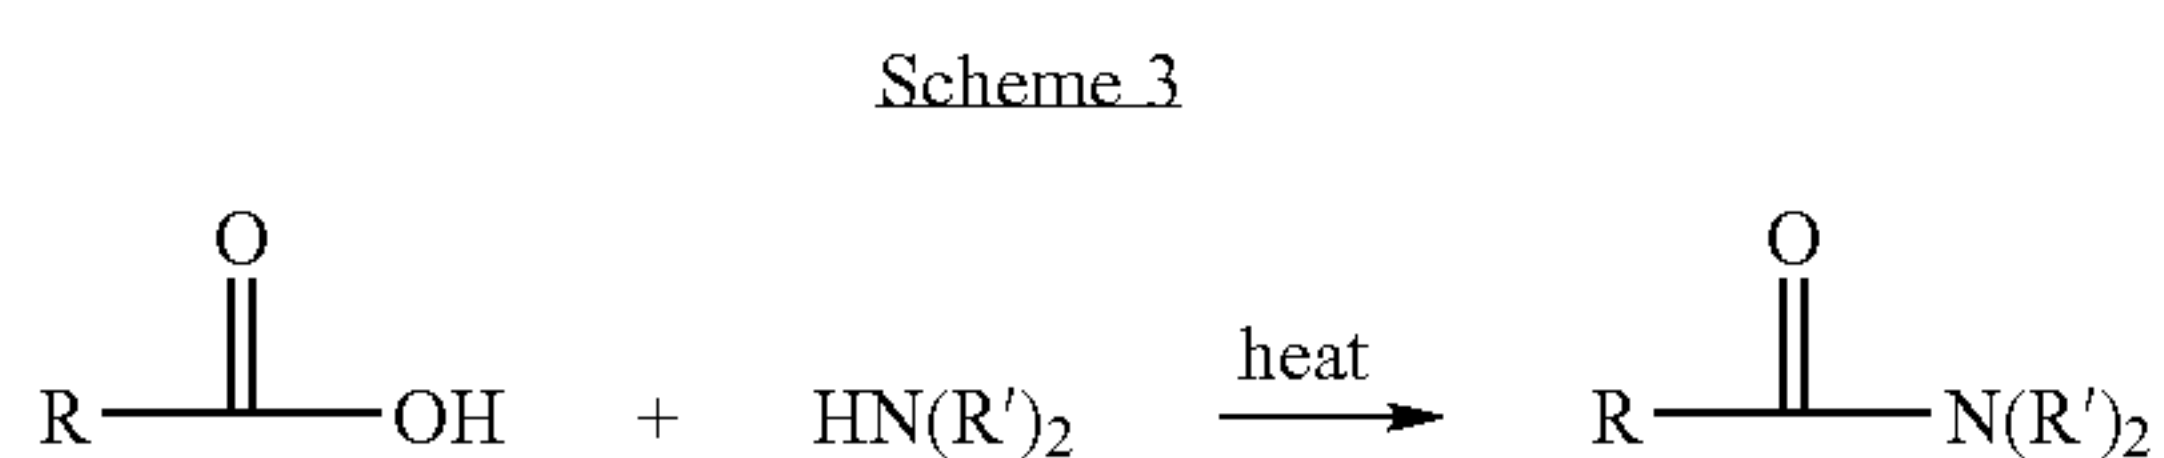 Scheme 3
O O
heat
R OH + HN(R′)₂ R N(R′)₂